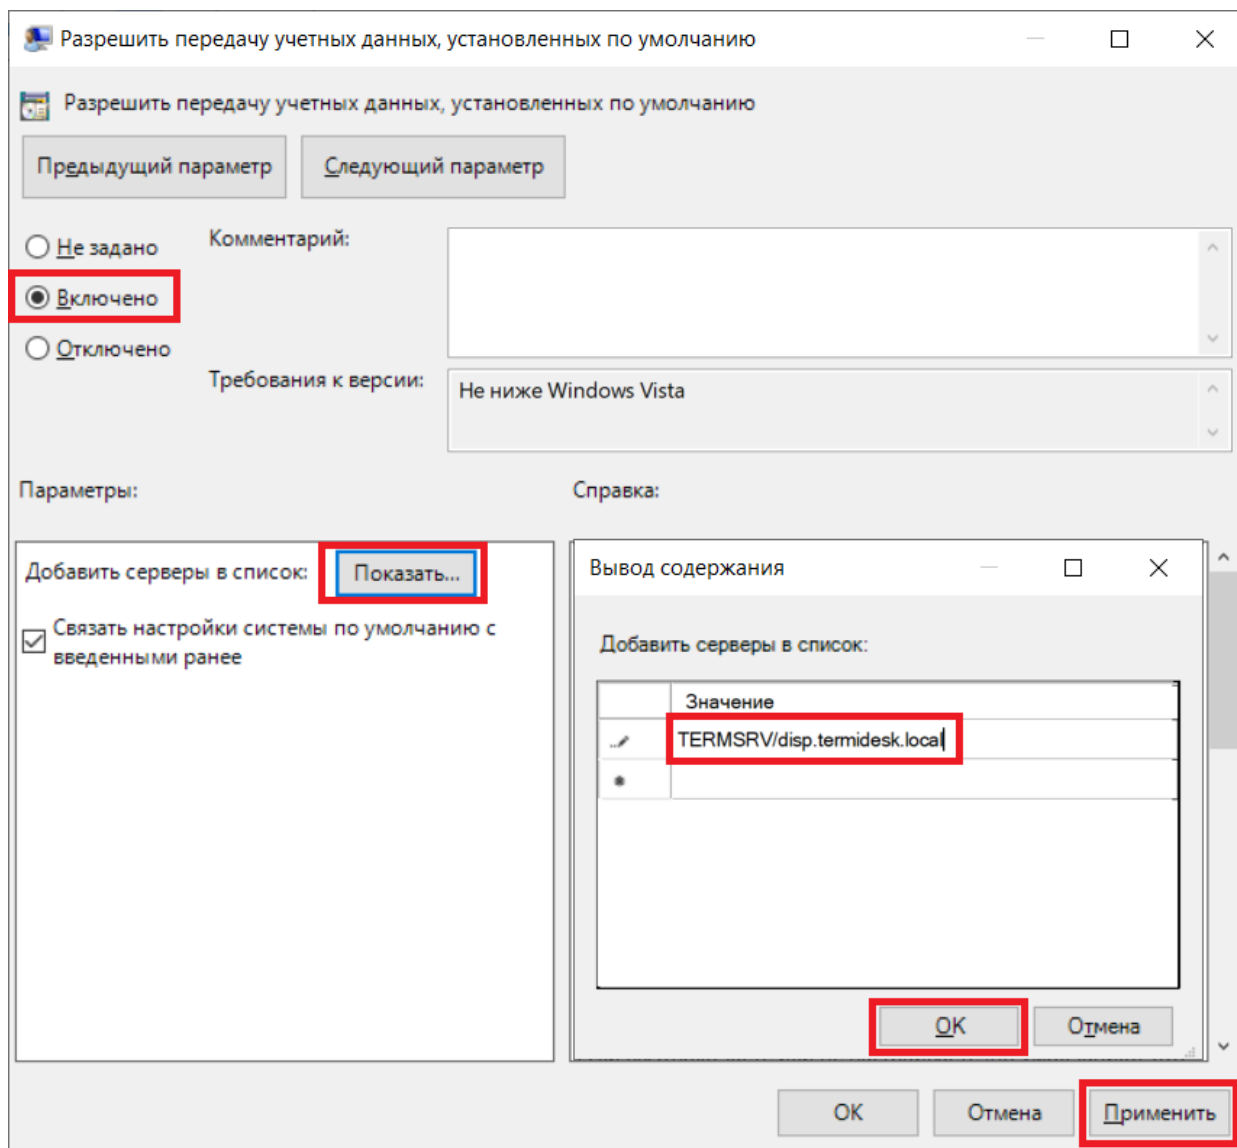 Разрешить передачу учетных данных, установленных по умолчанию
Разрешить передачу учетных данных, установленных по умолчанию
Предыдущий параметр
Следующий параметр
Не задано
Комментарий:
Включено
Отключено
Требования к версии:
Не ниже Windows Vista
Параметры:
Справка:
Добавить серверы в список:
Показать...
Связать настройки системы по умолчанию с
введенными ранее
Вывод содержания
Добавить серверы в список:
Значение
TERMSRV/disp.termidesk.local
OK
Отмена
OK
Отмена
Применить